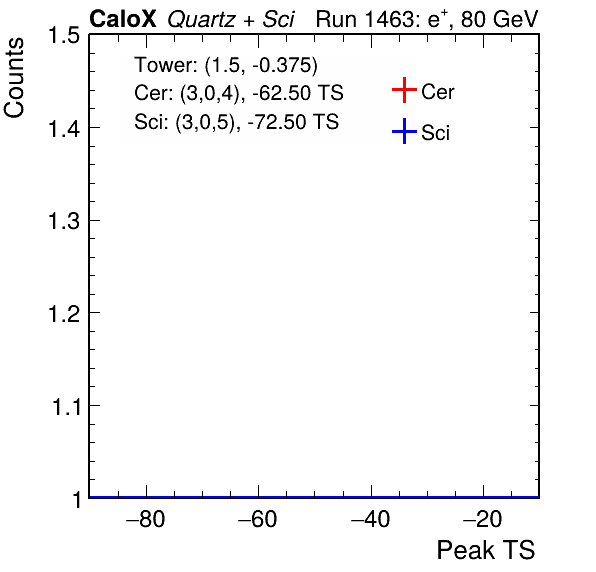 CaloX Quartz + Sci Run 1463: e⁺, 80 GeV
Counts
1.5
Tower: (1.5, -0.375)
Cer: (3,0,4), -62.50 TS
Sci: (3,0,5), -72.50 TS
Cer
Sci
1.4
1.3
1.2
1.1
1
−80 −60 −40 −20
Peak TS